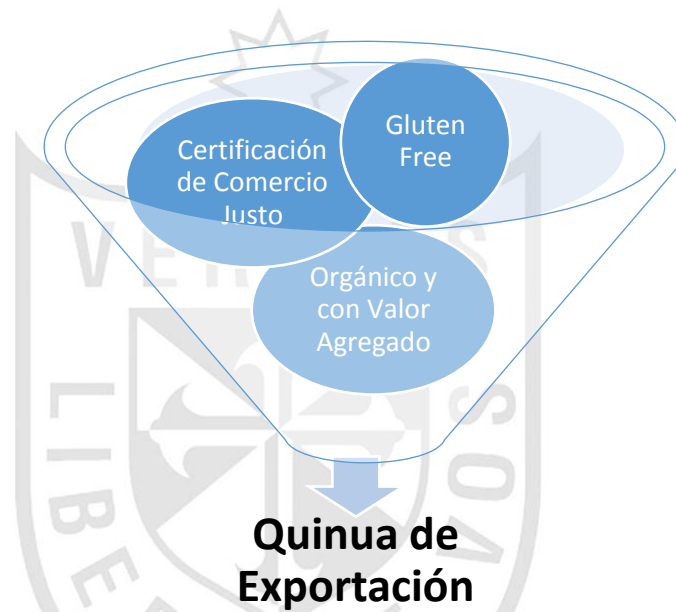 Gluten
Free
Certificación
de Comercio
Justo
Orgánico y
con Valor
Agregado
Quinua de
Exportación